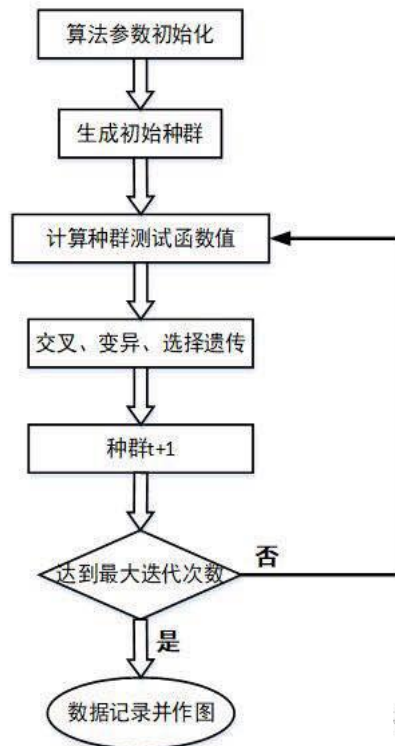 算法参数初始化
生成初始种群
计算种群测试函数值
交叉、变异、选择遗传
种群t+1
达到最大迭代次数
否
是
数据记录并作图